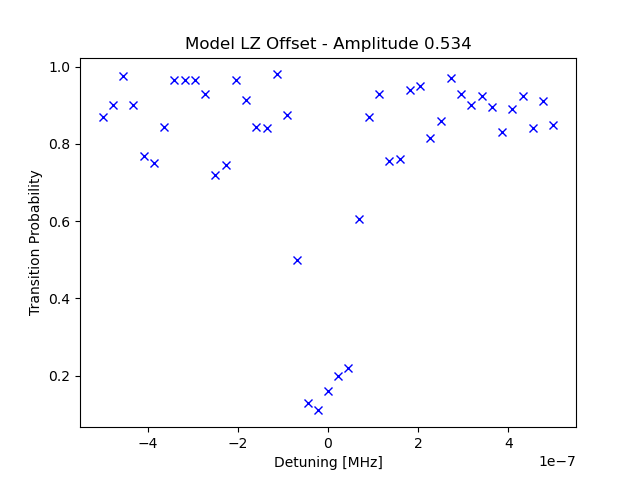 Model LZ Offset - Amplitude 0.534
1.0
0.8
0.6
0.4
0.2
Transition Probability
−4
−2
0
2
4
1e−7
Detuning [MHz]